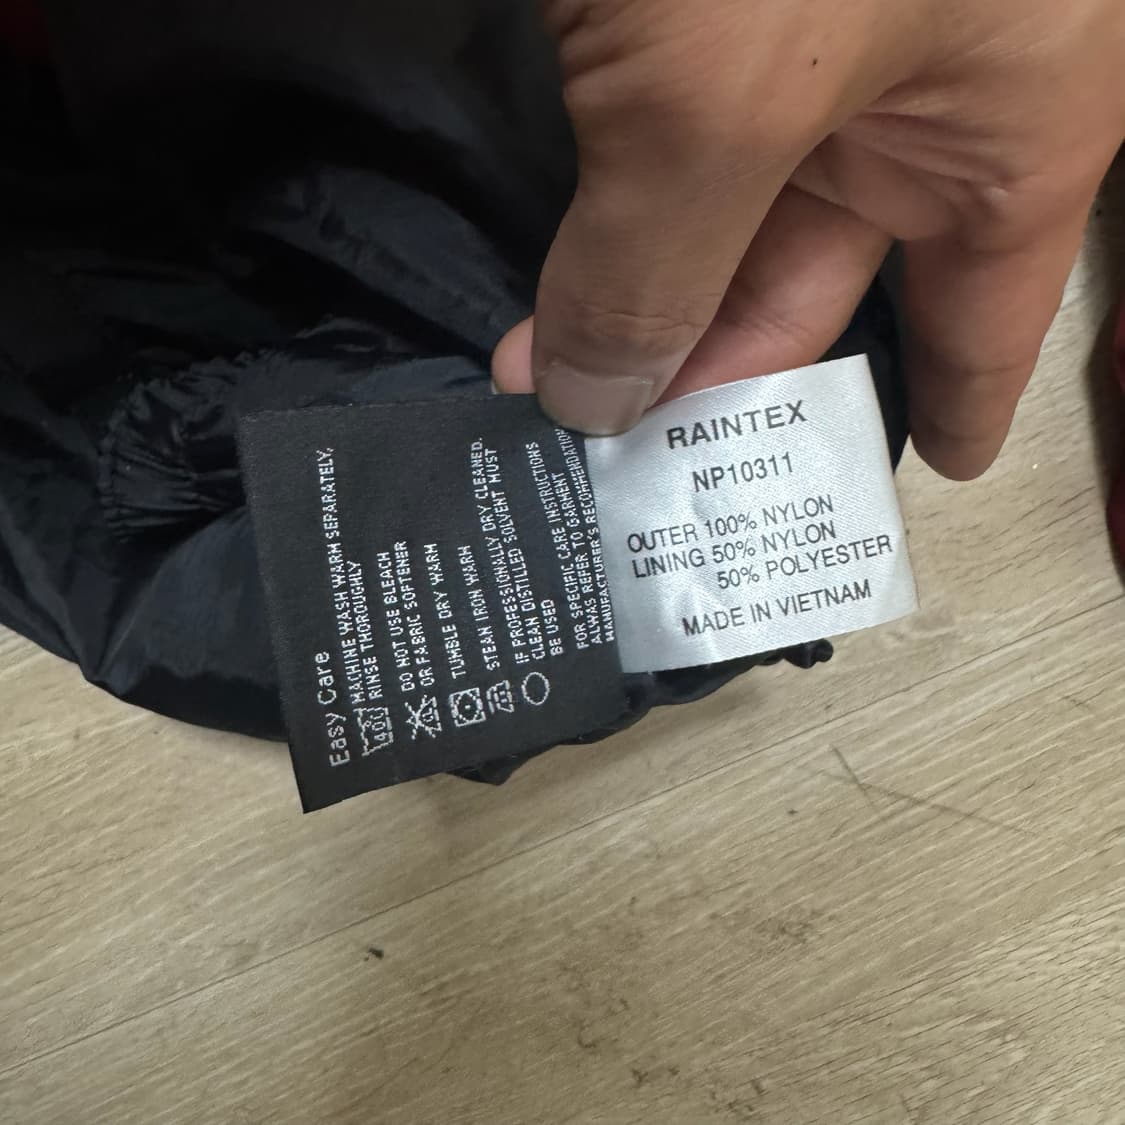 Easy Care
MACHINE WASH WARM SEPARATELY,
RINSE THOROUGHLY
DO NOT USE BLEACH
OR FABRIC SOFTENER
TUMBLE DRY WARM
STEAN IRON WARM
IF PROFESSIONALLY DRY CLEANED.
CLEAN DISTILLED SOLVENT MUST
BE USED
FOR SPECIFIC CARE INSTRUCTIONS
ALWAS REFER TO GARMENT
MANUFACTURER'S RECOMMENDATION
RAINTEX
NP10311
OUTER 100% NYLON
LINING 50% NYLON
50% POLYESTER
MADE IN VIETNAM